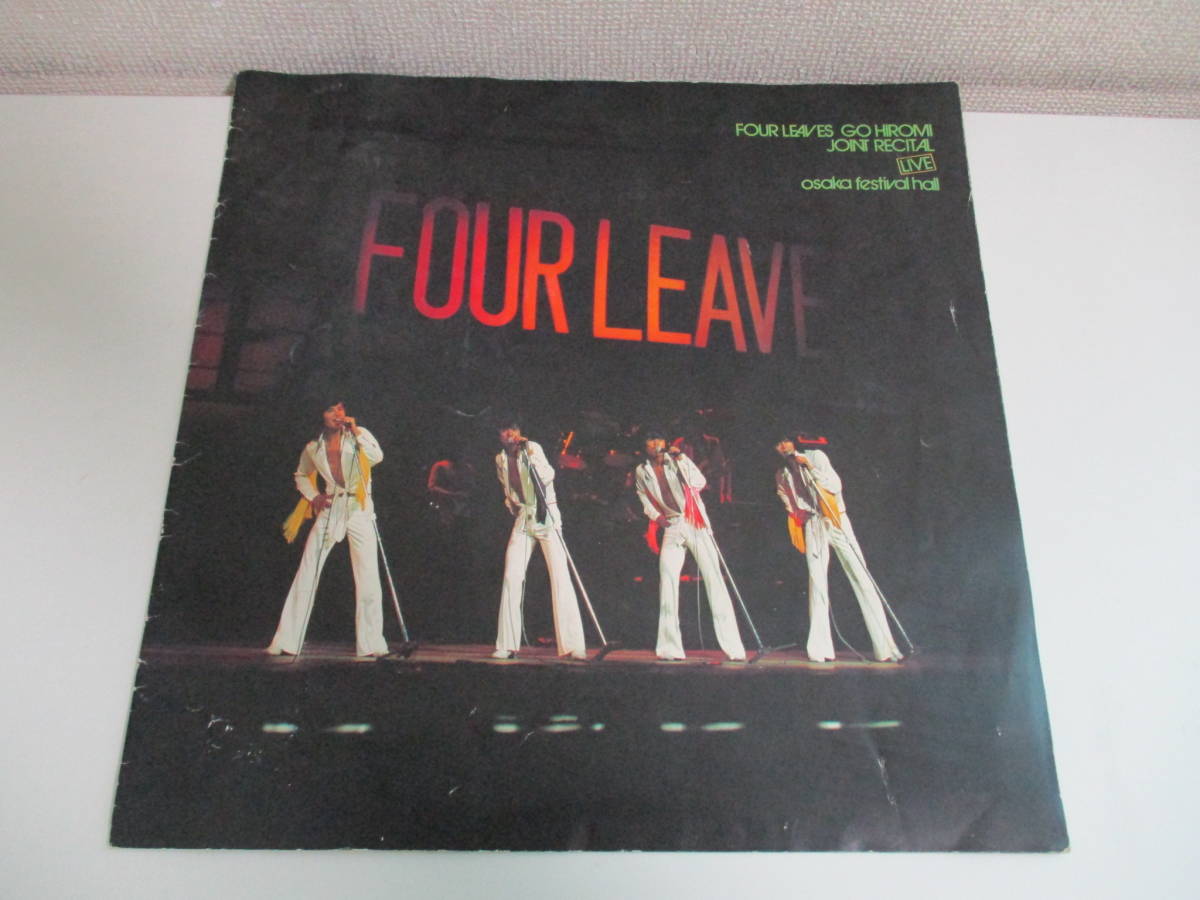 FOUR LEAVES GO HIROMI
JOINT RECITAL
LIVE
osaka festival hall
FOUR LEAVE